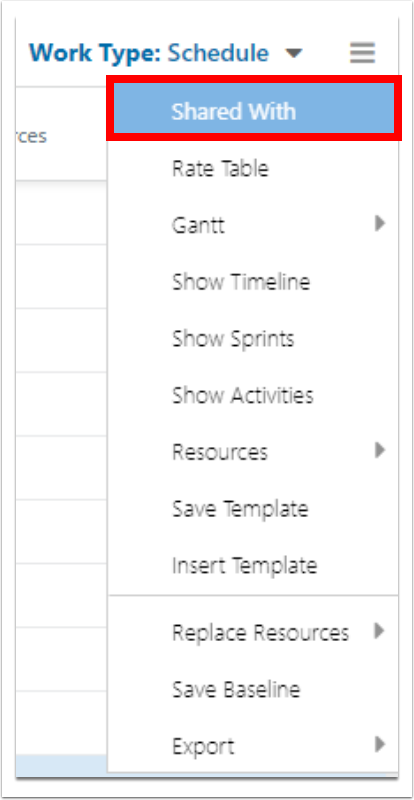 Work Type: Schedule
Shared With
rces
Rate Table
Gantt
Show Timeline
Show Sprints
Show Activities
Resources
Save Template
Insert Template
Replace Resources
Save Baseline
Export